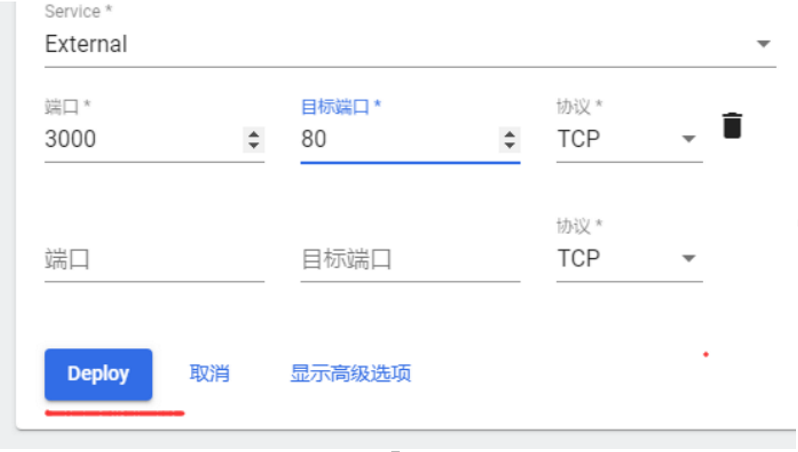 Service *
External
端口 * 目标端口 * 协议 *
3000 80 TCP
协议 *
端口 目标端口 TCP
Deploy 取消 显示高级选项